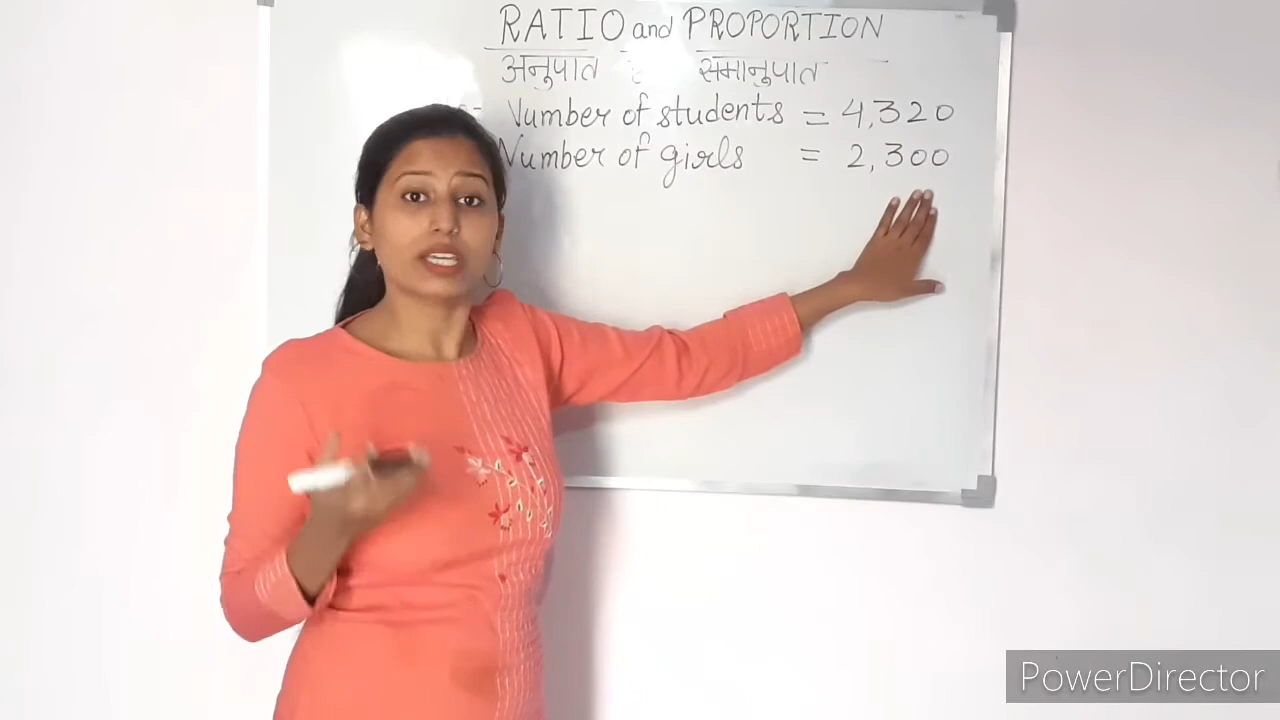 RATIO and PROPORTION
अनुपात समानुपात
Number of students = 4,320
Number of girls = 2,300
PowerDirector